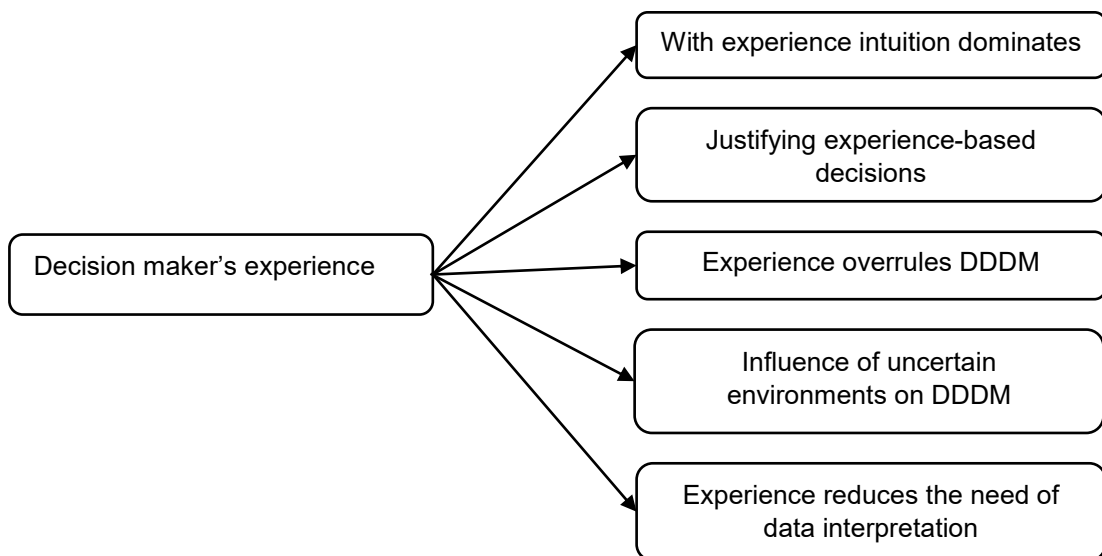 With experience intuition dominates
Justifying experience-based
decisions
Decision maker’s experience
Experience overrules DDDM
Influence of uncertain
environments on DDDM
Experience reduces the need of
data interpretation